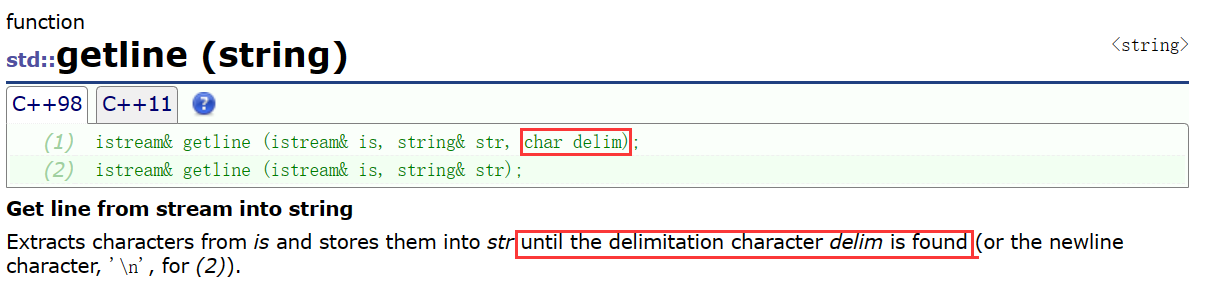 function
std::getline (string)
<string>
C++98 C++11 ?
(1) istream& getline (istream& is, string& str, char delim);
(2) istream& getline (istream& is, string& str);
Get line from stream into string
Extracts characters from is and stores them into str until the delimitation character delim is found (or the newline
character, '\n', for (2)).